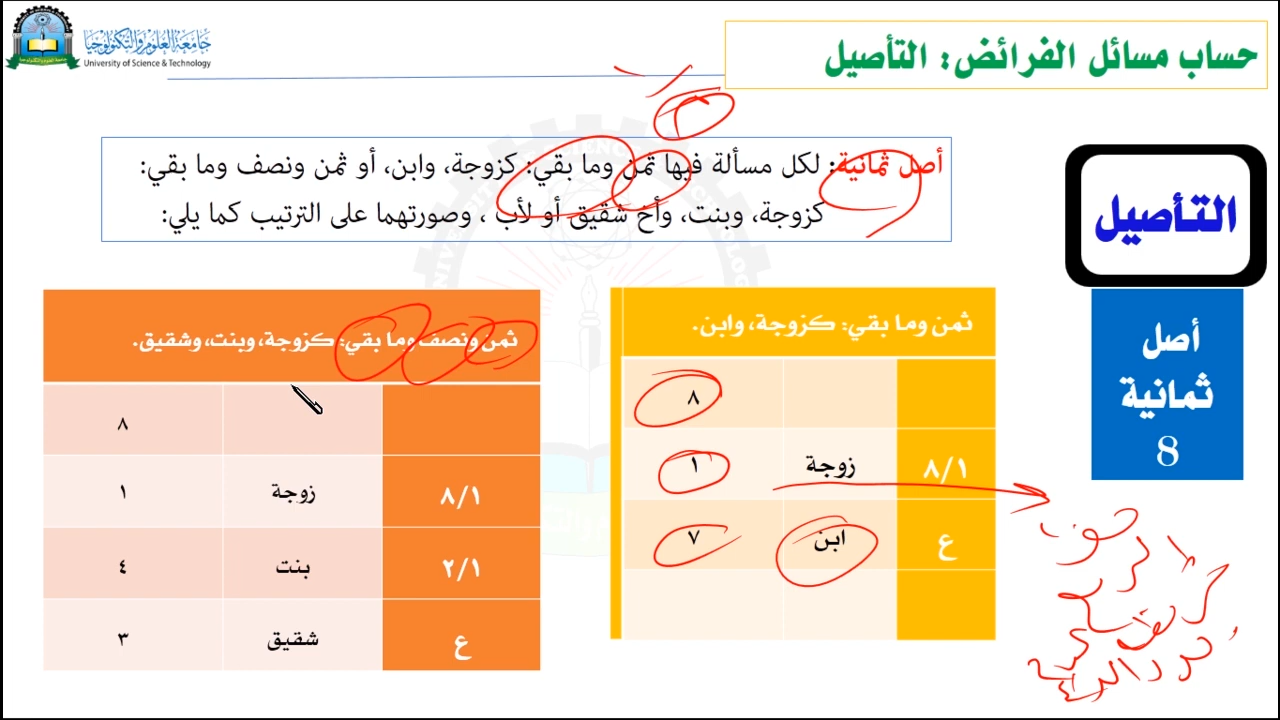 جامعة العلوم والتكنولوجيا
University of Science & Technology
حساب مسائل الفرائض: التأصيل
أصل ثمانية: لكل مسألة فيها ثمن وما بقي: كزوجة، وابن، أو ثمن ونصف وما بقي:
كزوجة، وبنت، وأخ شقيق أو لأب ، وصورتهما على الترتيب كما يلي:
التأصيل
أصل
ثمانية
8
ثمن وما بقي: كزوجة، وابن.
٨
٨/١ زوجة ١
ع ابن ٧
ثمن ونصف وما بقي: كزوجة، وبنت، وشقيق.
٨
٨/١ زوجة ١
٢/١ بنت ٤
ع شقيق ٣